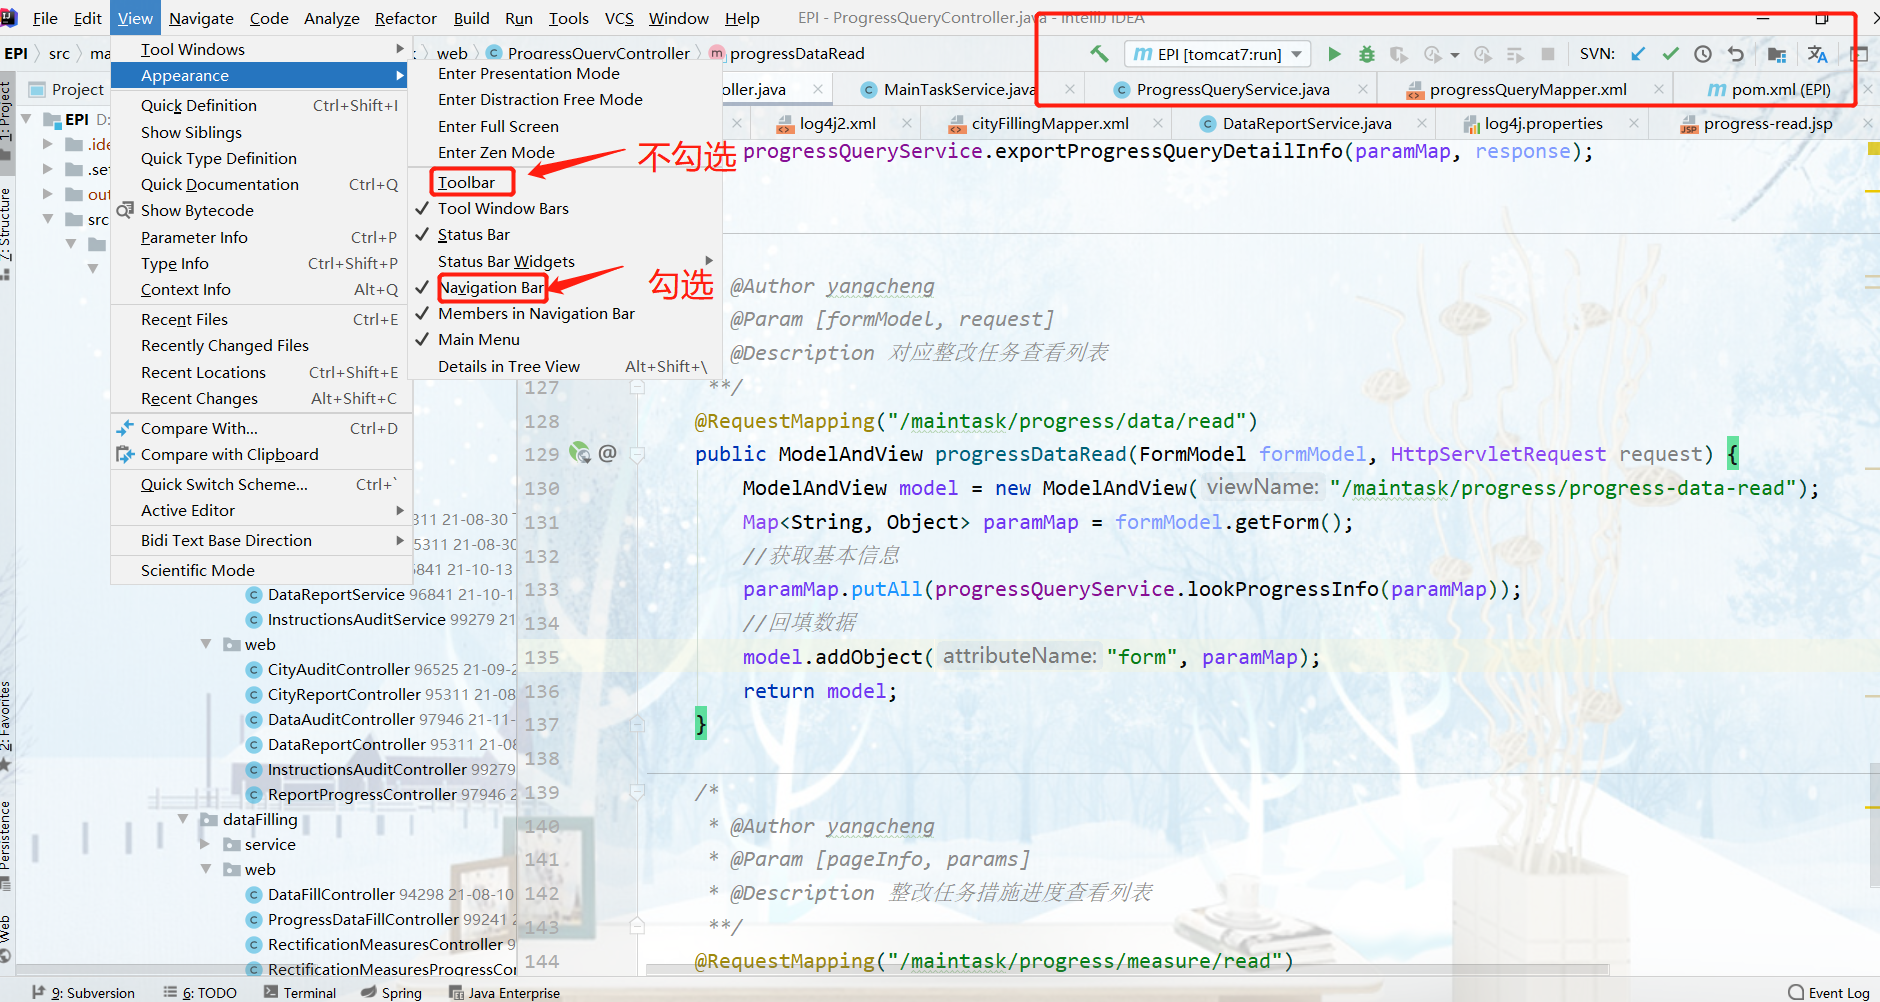 File Edit View Navigate Code Analyze Refactor Build Run Tools VCS Window Help EPI - ProgressQueryController.java - IntelliJ IDEA
EPI src ma web ProgressQueryController progressDataRead EPI [tomcat7:run] SVN:
Project oller.java MainTaskService.java ProgressQueryService.java progressQueryMapper.xml pom.xml (EPI)
log4j2.xml cityFillingMapper.xml DataReportService.java log4j.properties progress-read.jsp
1: Project
7: Structure
2: Favorites
Persistence
Web
EPI D:
.ide
.set
out
src
Tool Windows
Appearance
Quick Definition Ctrl+Shift+I
Show Siblings
Quick Type Definition
Quick Documentation Ctrl+Q
Show Bytecode
Parameter Info Ctrl+P
Type Info Ctrl+Shift+P
Context Info Alt+Q
Recent Files Ctrl+E
Recently Changed Files
Recent Locations Ctrl+Shift+E
Recent Changes Alt+Shift+C
Compare With... Ctrl+D
Compare with Clipboard
Quick Switch Scheme... Ctrl+`
Active Editor
Bidi Text Base Direction
Scientific Mode
Enter Presentation Mode
Enter Distraction Free Mode
Enter Full Screen
Enter Zen Mode
Toolbar
不勾选
Tool Window Bars
Status Bar
Status Bar Widgets
Navigation Bar
勾选
Members in Navigation Bar
Main Menu
Details in Tree View Alt+Shift+\
311 21-08-30
5311 21-08-30
6841 21-10-13
DataReportService 96841 21-10-1
InstructionsAuditService 99279 21
web
CityAuditController 96525 21-09-2
CityReportController 95311 21-08
DataAuditController 97946 21-11-
DataReportController 95311 21-08
InstructionsAuditController 99279
ReportProgressController 97946 2
dataFilling
service
web
DataFillController 94298 21-08-10
ProgressDataFillController 99241 2
RectificationMeasuresController 9
RectificationMeasuresProgressCor
progressQueryService.exportProgressQueryDetailInfo(paramMap, response);
@Author yangcheng
@Param [formModel, request]
@Description 对应整改任务查看列表
127 **/
128 @RequestMapping("/maintask/progress/data/read")
129 @ public ModelAndView progressDataRead(FormModel formModel, HttpServletRequest request) {
130 ModelAndView model = new ModelAndView( viewName: "/maintask/progress/progress-data-read");
131 Map<String, Object> paramMap = formModel.getForm();
132 //获取基本信息
133 paramMap.putAll(progressQueryService.lookProgressInfo(paramMap));
134 //回填数据
135 model.addObject( attributeName: "form", paramMap);
136 return model;
137 }
138
139 /*
140 * @Author yangcheng
141 * @Param [pageInfo, params]
142 * @Description 整改任务措施进度查看列表
143 **/
144 @RequestMapping("/maintask/progress/measure/read")
9: Subversion 6: TODO Terminal Spring Java Enterprise Event Log